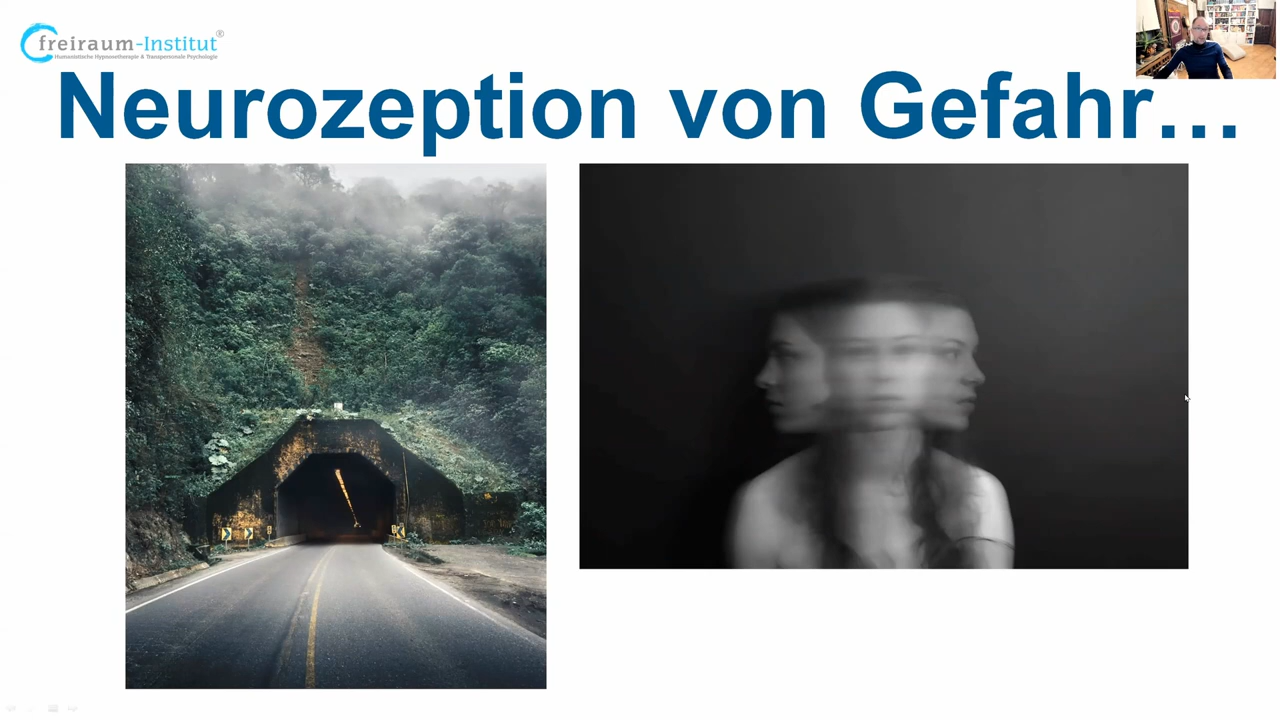 freiraum-Institut®
Humanistische Hypnosetherapie & Transpersonale Psychologie
Neurozeption von Gefahr…